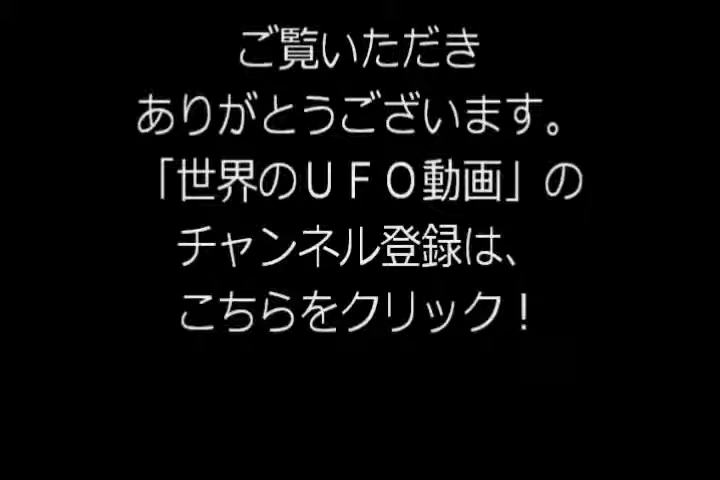 ご覧いただき
ありがとうございます。
「世界のＵＦＯ動画」の
チャンネル登録は、
こちらをクリック！